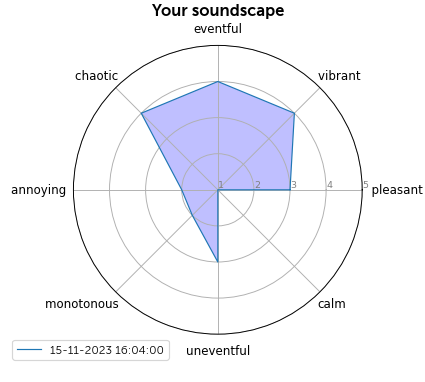 Your soundscape
eventful
chaotic
vibrant
annoying
1
2
3
4
5
pleasant
monotonous
calm
uneventful
15-11-2023 16:04:00